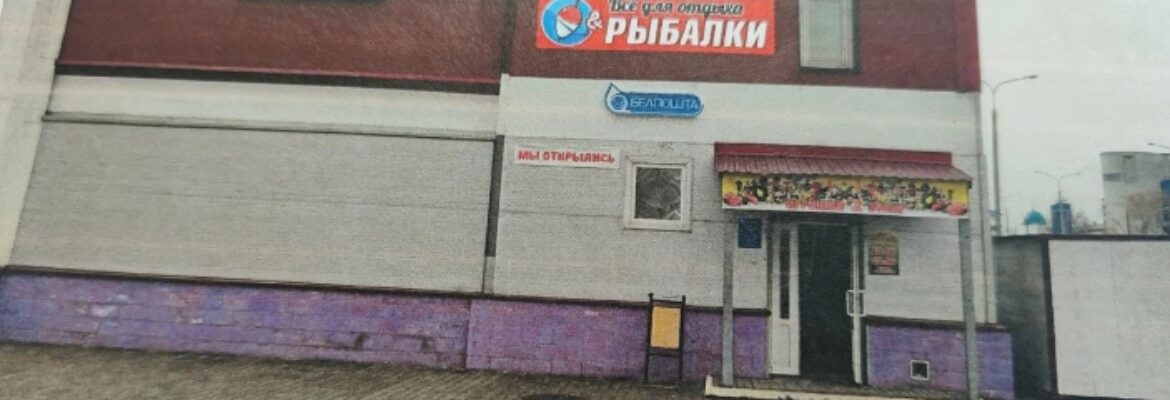 Всё для отдыха
& РЫБАЛКИ
БЕЛПОШТА
МЫ ОТКРЫЛИСЬ